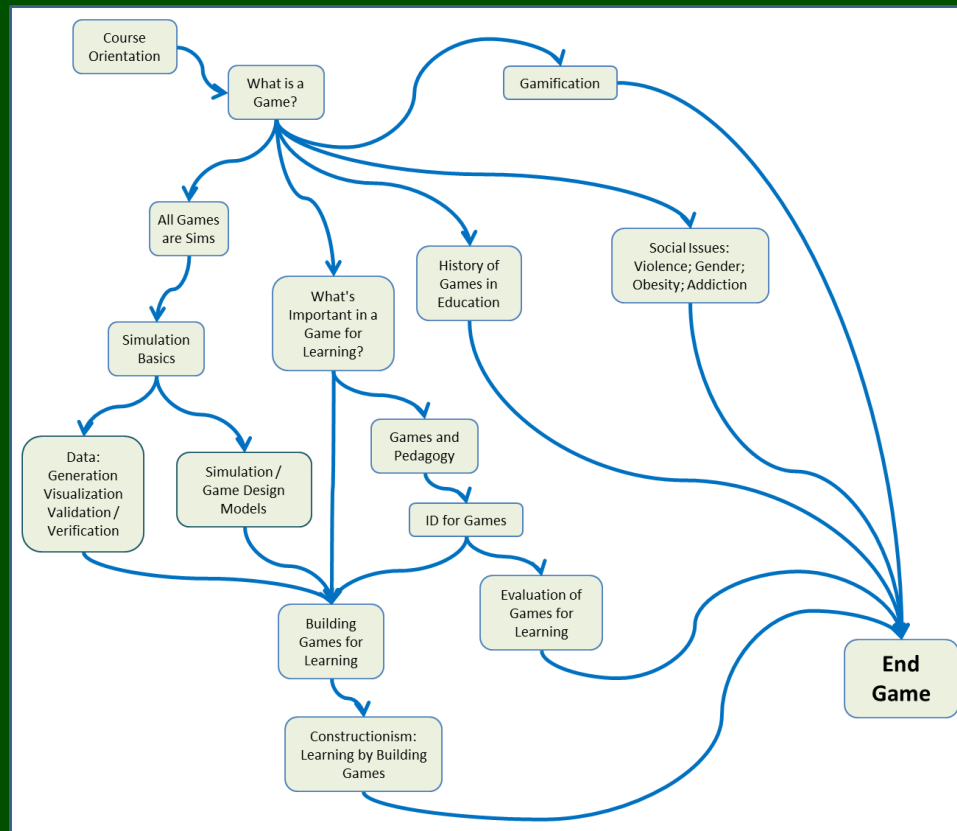 Course
Orientation
What is a
Game?
Gamification
All Games
are Sims
What's
Important in a
Game for
Learning?
History of
Games in
Education
Social Issues:
Violence; Gender;
Obesity; Addiction
Simulation
Basics
Games and
Pedagogy
Data:
Generation
Visualization
Validation /
Verification
Simulation /
Game Design
Models
ID for Games
Evaluation of
Games for
Learning
Building
Games for
Learning
End
Game
Constructionism:
Learning by Building
Games